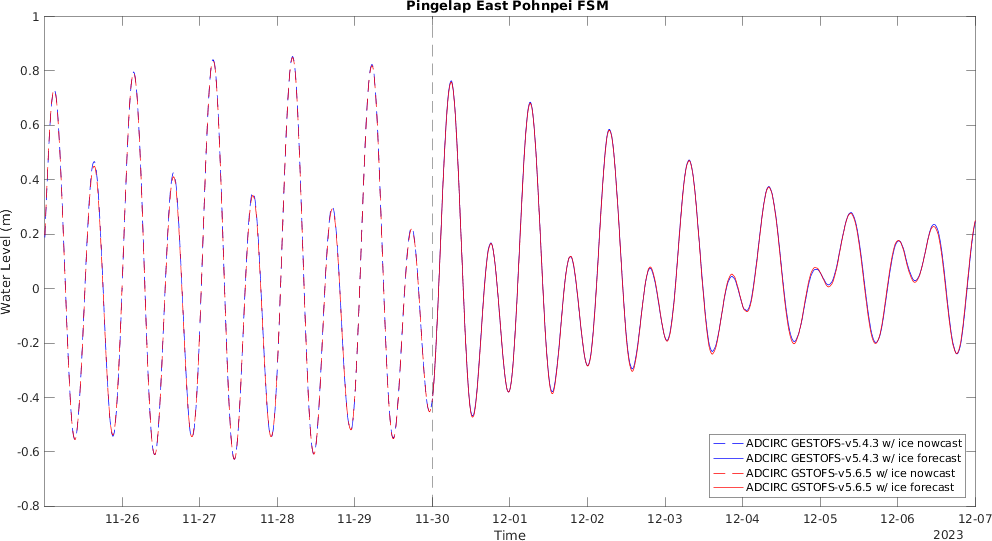 Pingelap East Pohnpei FSM
1
0.8
0.6
0.4
0.2
0
-0.2
-0.4
-0.6
-0.8
Water Level (m)
11-26 11-27 11-28 11-29 11-30 12-01 12-02 12-03 12-04 12-05 12-06 12-07
Time
2023
ADCIRC GESTOFS-v5.4.3 w/ ice nowcast
ADCIRC GESTOFS-v5.4.3 w/ ice forecast
ADCIRC GSTOFS-v5.6.5 w/ ice nowcast
ADCIRC GSTOFS-v5.6.5 w/ ice forecast